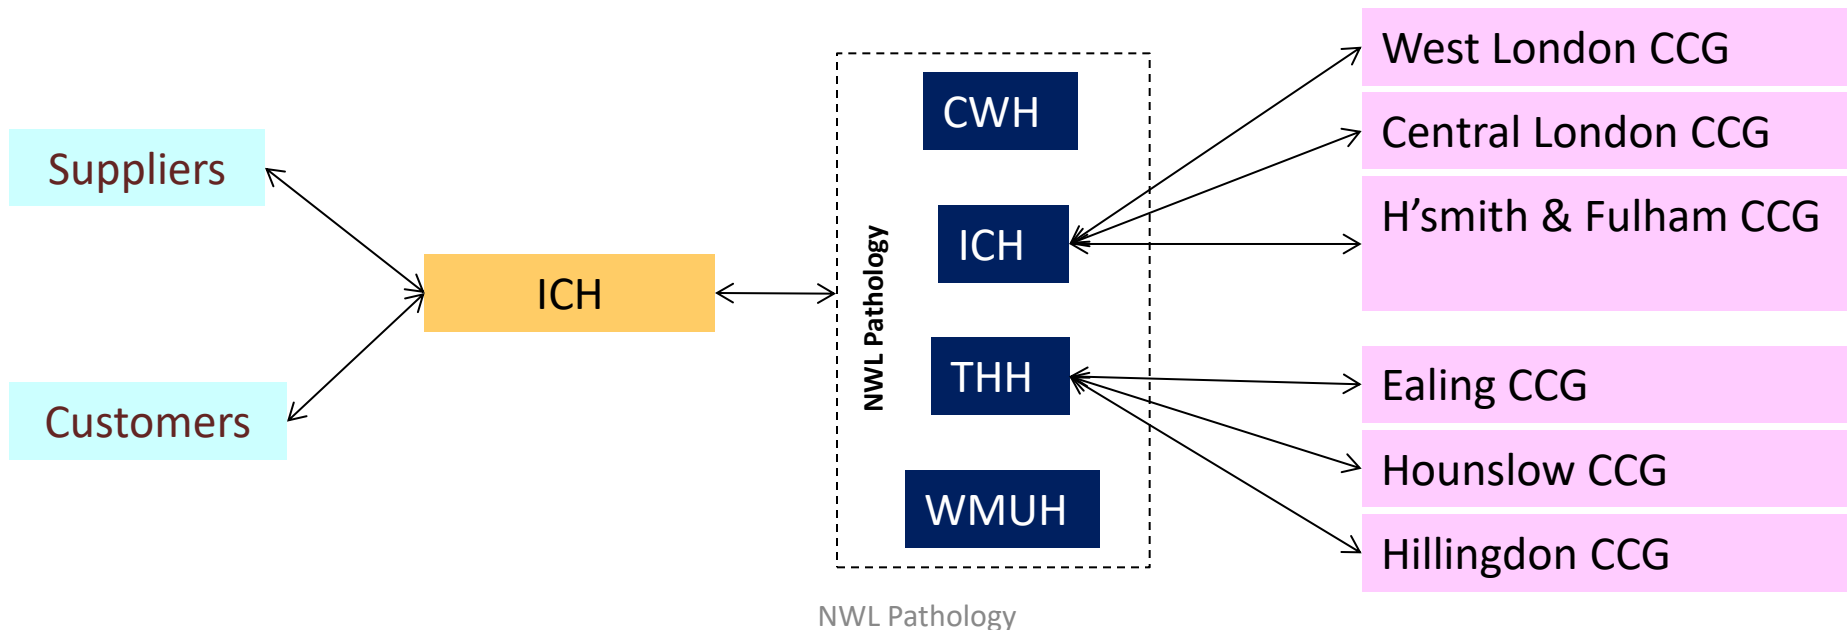 Suppliers
Customers
ICH
NWL Pathology
CWH
ICH
THH
WMUH
West London CCG
Central London CCG
H’smith & Fulham CCG
Ealing CCG
Hounslow CCG
Hillingdon CCG
NWL Pathology